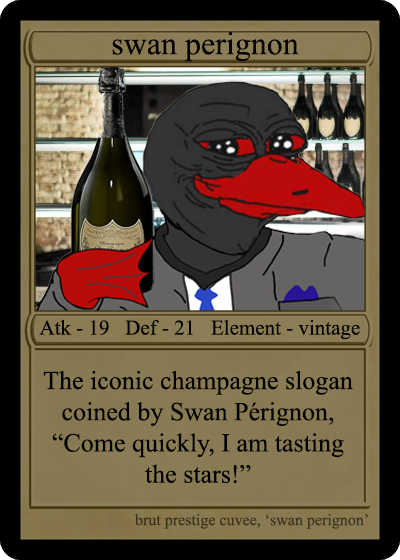 swan perignon
Champagne
Atk - 19   Def - 21   Element - vintage
The iconic champagne slogan
coined by Swan Pérignon,
“Come quickly, I am tasting
the stars!”
brut prestige cuvee, ‘swan perignon’